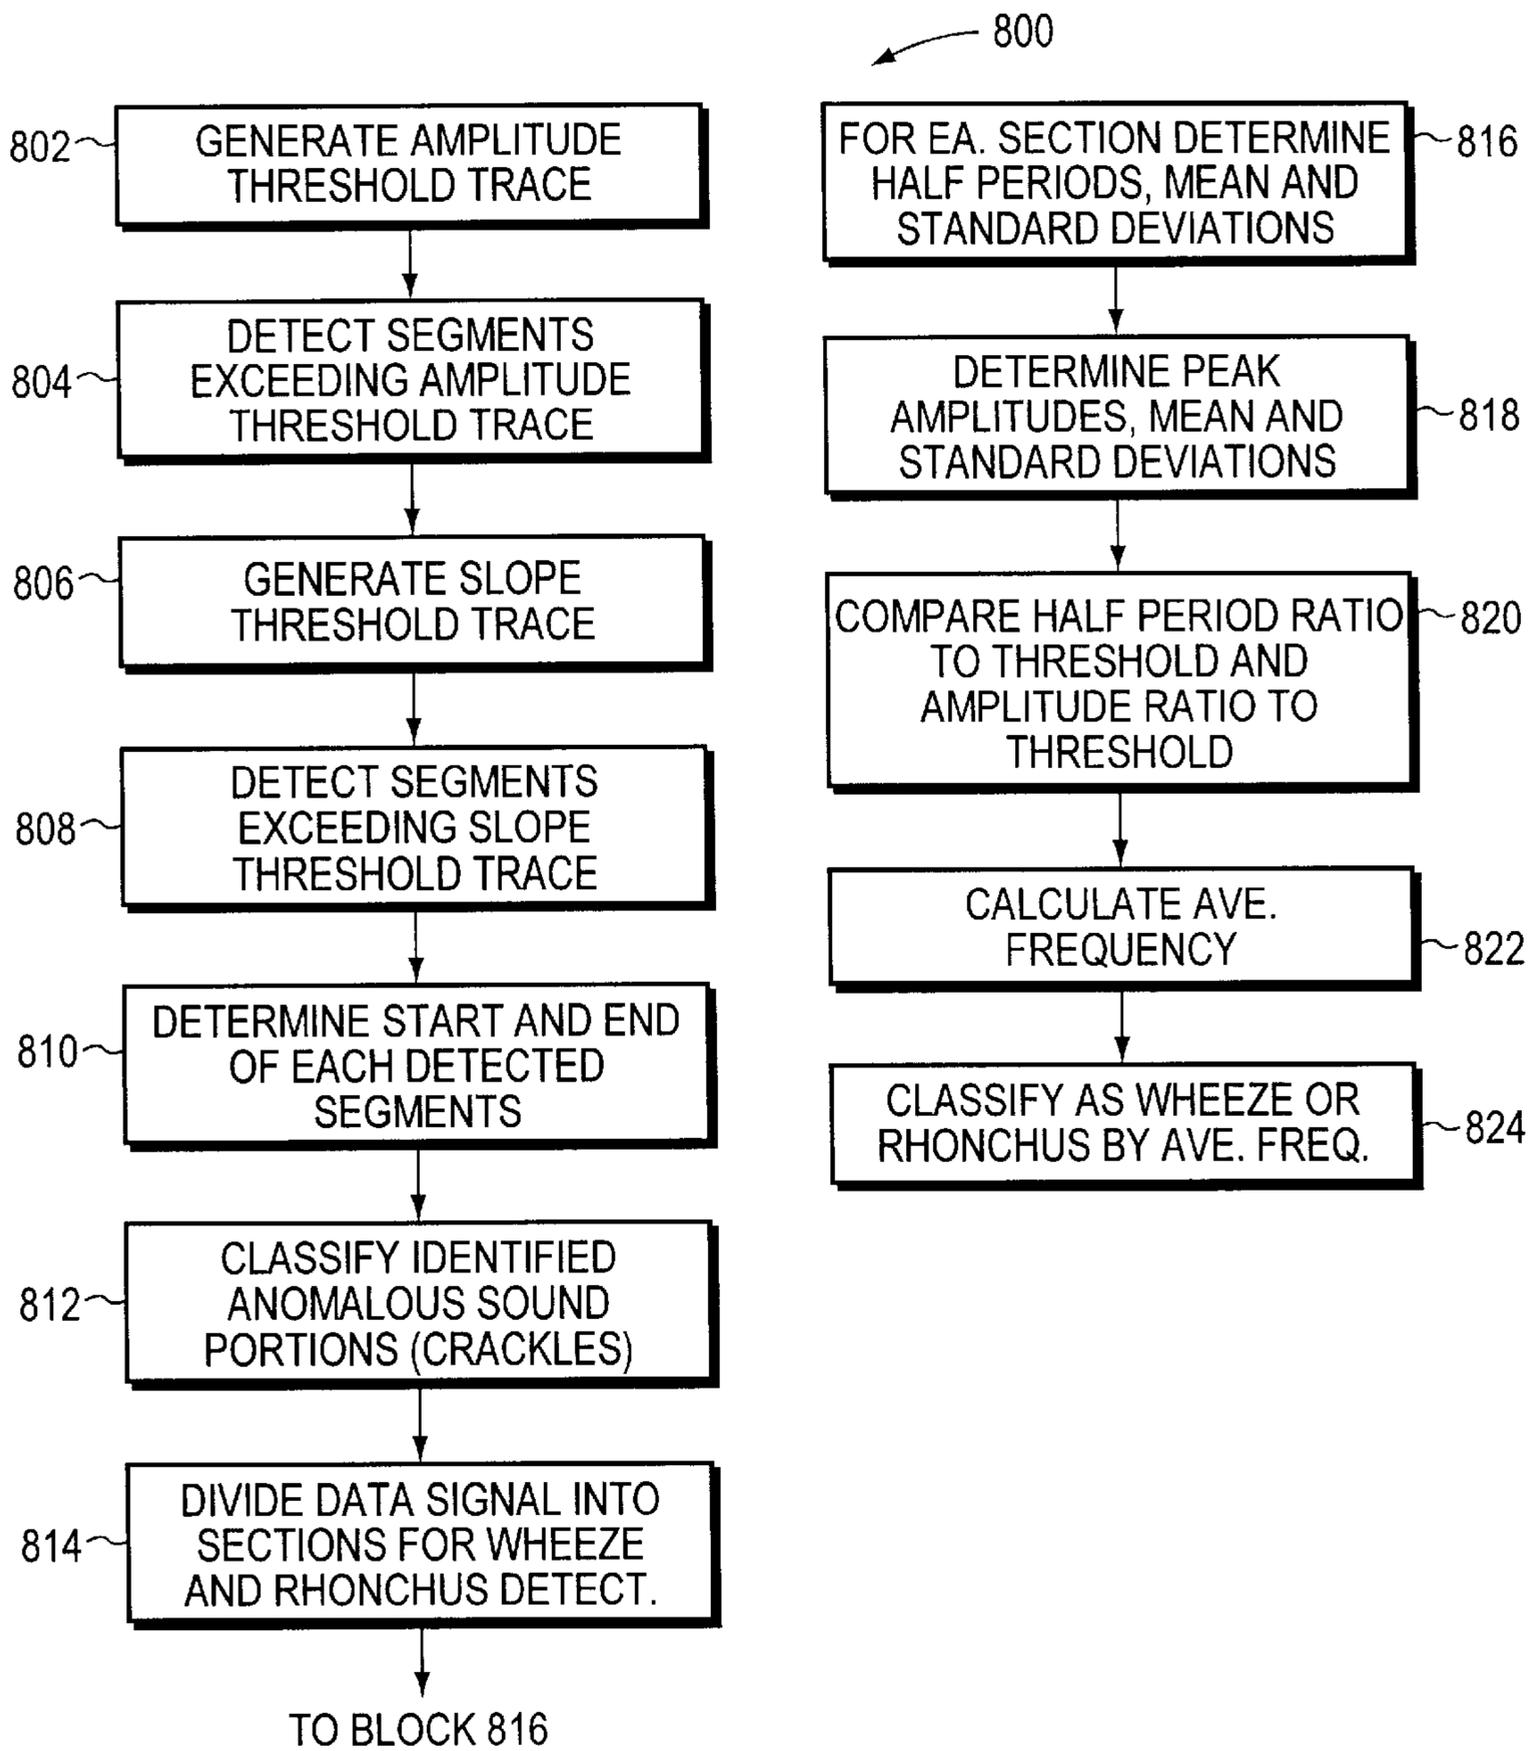 800
802
GENERATE AMPLITUDE
THRESHOLD TRACE
804
DETECT SEGMENTS
EXCEEDING AMPLITUDE
THRESHOLD TRACE
806
GENERATE SLOPE
THRESHOLD TRACE
808
DETECT SEGMENTS
EXCEEDING SLOPE
THRESHOLD TRACE
810
DETERMINE START AND END
OF EACH DETECTED
SEGMENTS
812
CLASSIFY IDENTIFIED
ANOMALOUS SOUND
PORTIONS (CRACKLES)
814
DIVIDE DATA SIGNAL INTO
SECTIONS FOR WHEEZE
AND RHONCHUS DETECT.
TO BLOCK 816
FOR EA. SECTION DETERMINE
HALF PERIODS, MEAN AND
STANDARD DEVIATIONS
816
DETERMINE PEAK
AMPLITUDES, MEAN AND
STANDARD DEVIATIONS
818
COMPARE HALF PERIOD RATIO
TO THRESHOLD AND
AMPLITUDE RATIO TO
THRESHOLD
820
CALCULATE AVE.
FREQUENCY
822
CLASSIFY AS WHEEZE OR
RHONCHUS BY AVE. FREQ.
824